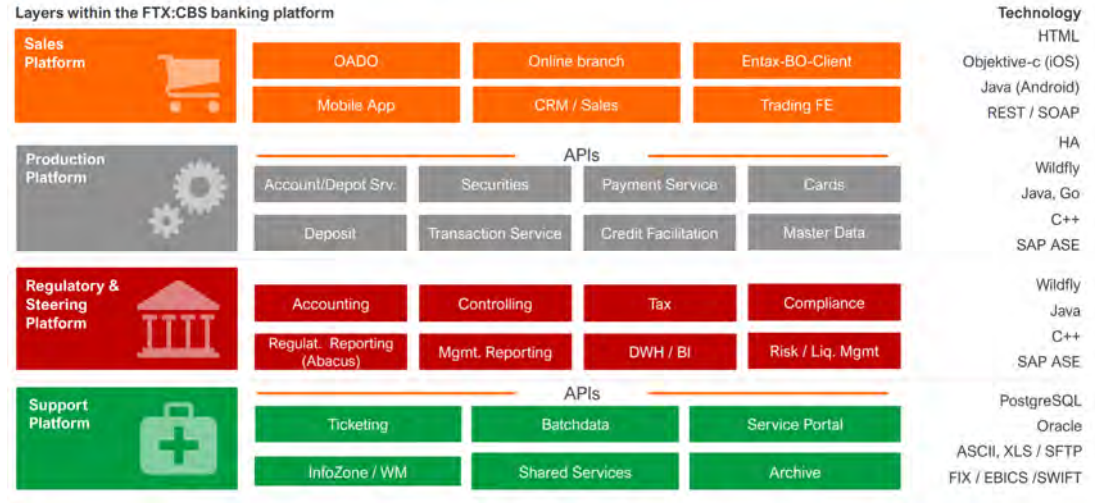 Layers within the FTX:CBS banking platform
Technology
Sales
Platform
OADO
Online branch
Entax-BO-Client
Mobile App
CRM / Sales
Trading FE
HTML
Objektive-c (iOS)
Java (Android)
REST / SOAP
Production
Platform
APIs
Account/Depot Srv.
Securities
Payment Service
Cards
Deposit
Transaction Service
Credit Facilitation
Master Data
HA
Wildfly
Java, Go
C++
SAP ASE
Regulatory &
Steering
Platform
Accounting
Controlling
Tax
Compliance
Regulat. Reporting
(Abacus)
Mgmt. Reporting
DWH / BI
Risk / Liq. Mgmt
Wildfly
Java
C++
SAP ASE
Support
Platform
APIs
Ticketing
Batchdata
Service Portal
InfoZone / WM
Shared Services
Archive
PostgreSQL
Oracle
ASCII, XLS / SFTP
FIX / EBICS /SWIFT